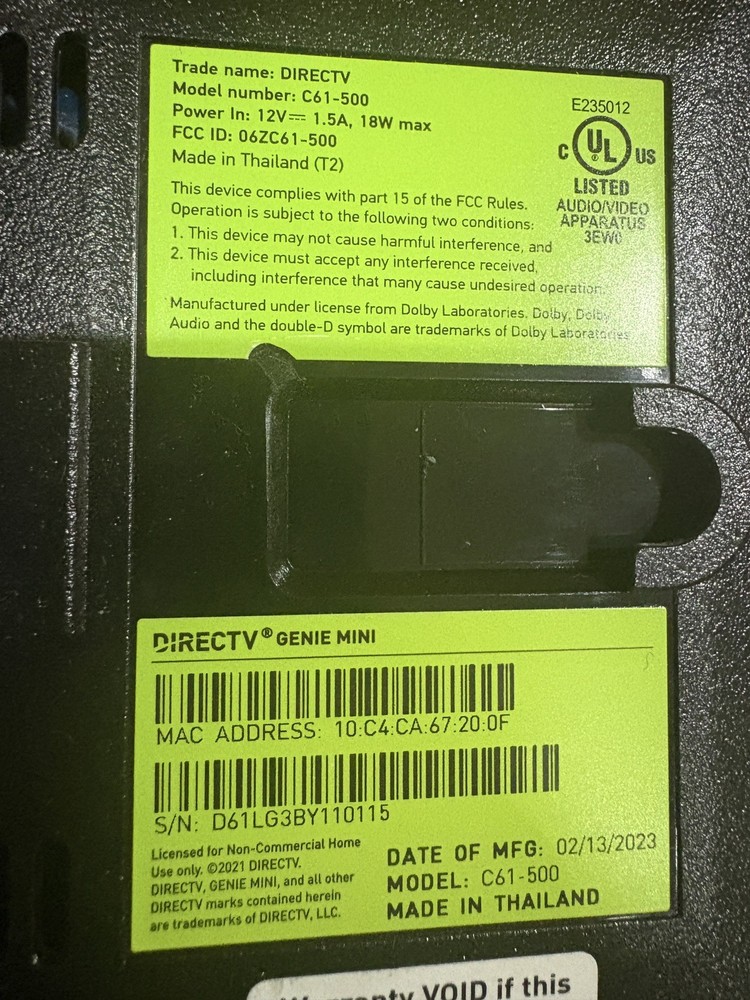 Trade name: DIRECTV
Model number: C61-500
Power In: 12V⎓ 1.5A, 18W max
FCC ID: O6ZC61-500
Made in Thailand (T2)
E235012
C UL ® US
LISTED
AUDIO/VIDEO
APPARATUS
3EW0
This device complies with part 15 of the FCC Rules.
Operation is subject to the following two conditions:
1. This device may not cause harmful interference, and
2. This device must accept any interference received,
including interference that many cause undesired operation.
Manufactured under license from Dolby Laboratories. Dolby, Dolby
Audio and the double-D symbol are trademarks of Dolby Laboratories
DIRECTV® GENIE MINI
MAC ADDRESS: 10:C4:CA:67:20:0F
S/N: D61LG3BY110115
Licensed for Non-Commercial Home
Use only. ©2021 DIRECTV.
DIRECTV, GENIE MINI, and all other
DIRECTV marks contained herein
are trademarks of DIRECTV, LLC.
DATE OF MFG: 02/13/2023
MODEL: C61-500
MADE IN THAILAND
Warranty VOID if this